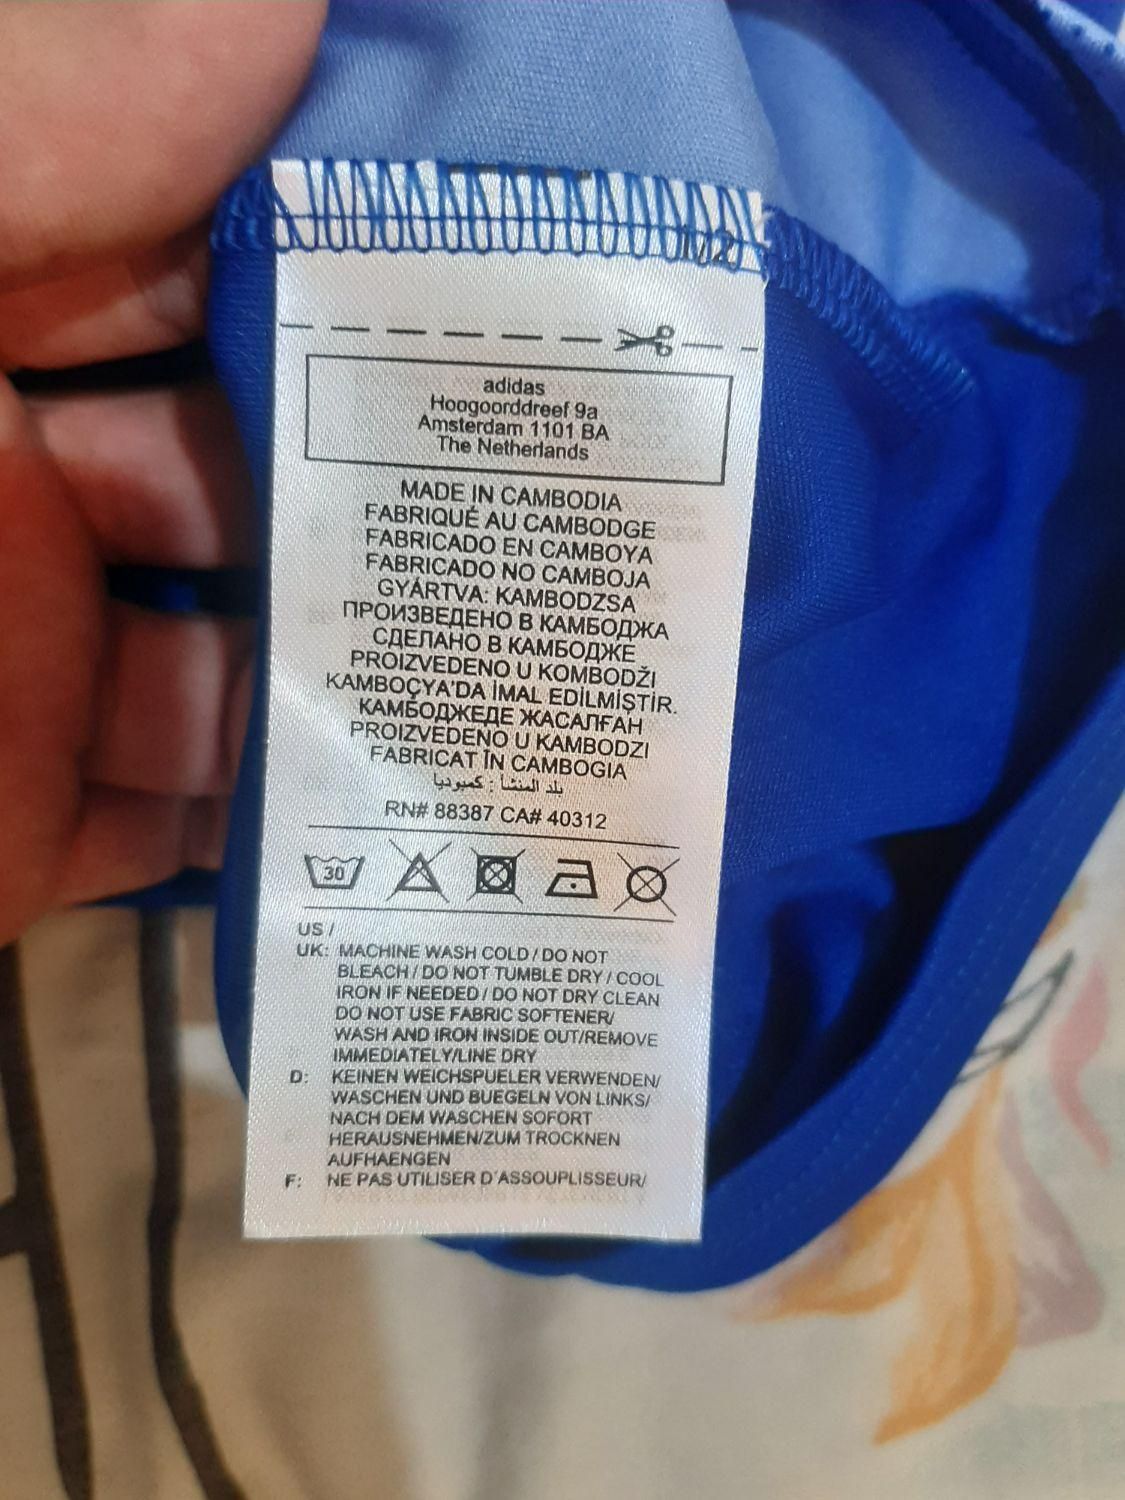 1/2
adidas
Hoogoorddreef 9a
Amsterdam 1101 BA
The Netherlands
MADE IN CAMBODIA
FABRIQUÉ AU CAMBODGE
FABRICADO EN CAMBOYA
FABRICADO NO CAMBOJA
GYÁRTVA: KAMBODZSA
ПРОИЗВЕДЕНО В КАМБОДЖА
СДЕЛАНО В КАМБОДЖЕ
PROIZVEDENO U KOMBODŽI
KAMBOÇYA'DA İMAL EDİLMİŞTİR.
КАМБОДЖЕДЕ ЖАСАЛҒАН
PROIZVEDENO U KAMBODZI
FABRICAT ÎN CAMBOGIA
بلد المنشأ : كمبوديا
RN# 88387 CA# 40312
30
US /
UK: MACHINE WASH COLD / DO NOT
BLEACH / DO NOT TUMBLE DRY / COOL
IRON IF NEEDED / DO NOT DRY CLEAN
DO NOT USE FABRIC SOFTENER/
WASH AND IRON INSIDE OUT/REMOVE
IMMEDIATELY/LINE DRY
D: KEINEN WEICHSPUELER VERWENDEN/
WASCHEN UND BUEGELN VON LINKS/
NACH DEM WASCHEN SOFORT
HERAUSNEHMEN/ZUM TROCKNEN
AUFHAENGEN
F: NE PAS UTILISER D'ASSOUPLISSEUR/